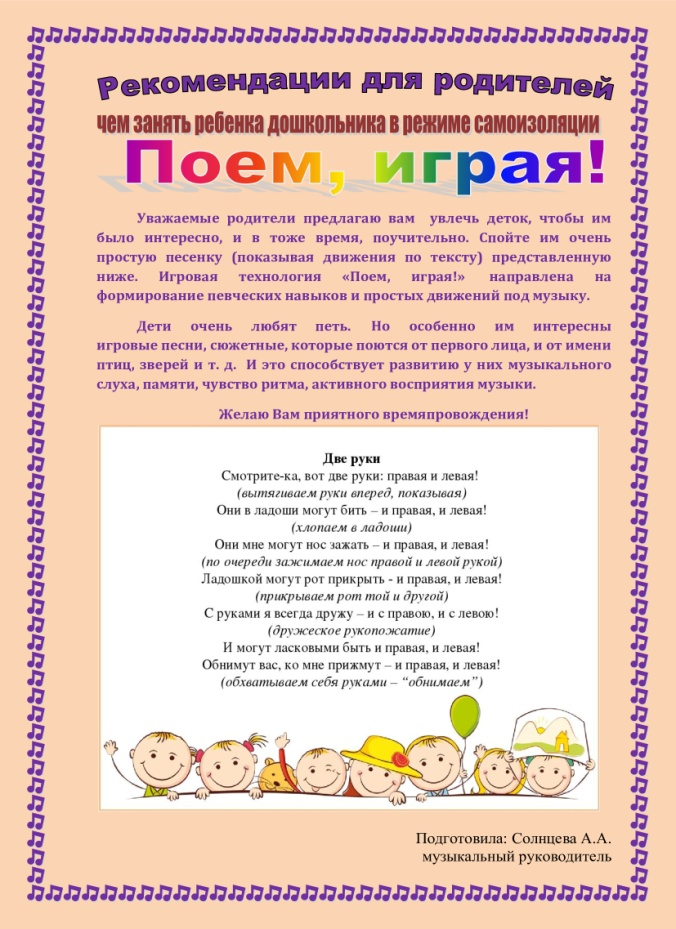 Рекомендации для родителей
чем занять ребенка дошкольника в режиме самоизоляции
Поем, играя!
Уважаемые родители предлагаю вам увлечь деток, чтобы им
было интересно, и в тоже время, поучительно. Спойте им очень
простую песенку (показывая движения по тексту) представленную
ниже. Игровая технология «Поем, играя!» направлена на
формирование певческих навыков и простых движений под музыку.
Дети очень любят петь. Но особенно им интересны
игровые песни, сюжетные, которые поются от первого лица, и от имени
птиц, зверей и т. д. И это способствует развитию у них музыкального
слуха, памяти, чувство ритма, активного восприятия музыки.
Желаю Вам приятного времяпровождения!
Две руки
Смотрите-ка, вот две руки: правая и левая!
(вытягиваем руки вперед, показывая)
Они в ладоши могут бить – и правая, и левая!
(хлопаем в ладоши)
Они мне могут нос зажать – и правая, и левая!
(по очереди зажимаем нос правой и левой рукой)
Ладошкой могут рот прикрыть - и правая, и левая!
(прикрываем рот той и другой)
С руками я всегда дружу – и с правою, и с левою!
(дружеское рукопожатие)
И могут ласковыми быть и правая, и левая!
Обнимут вас, ко мне прижмут – и правая, и левая!
(обхватываем себя руками – “обнимаем”)
Подготовила: Солнцева А.А.
музыкальный руководитель